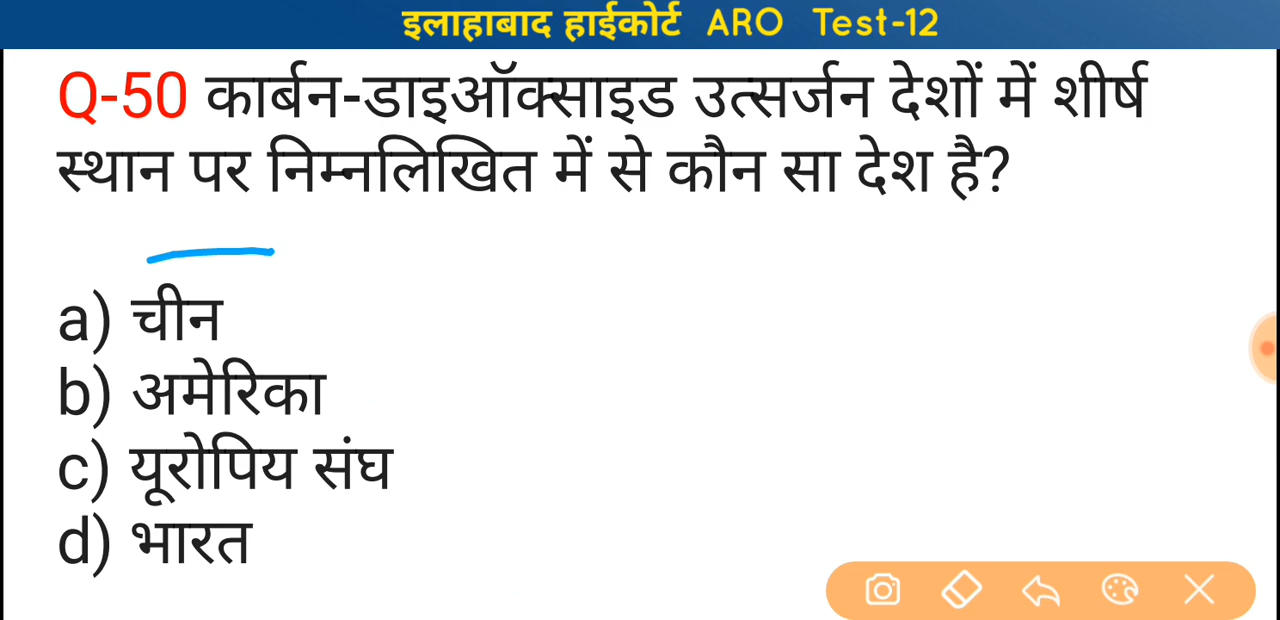 इलाहाबाद हाईकोर्ट ARO Test-12
Q-50 कार्बन-डाइऑक्साइड उत्सर्जन देशों में शीर्ष
स्थान पर निम्नलिखित में से कौन सा देश है?
a) चीन
b) अमेरिका
c) यूरोपिय संघ
d) भारत